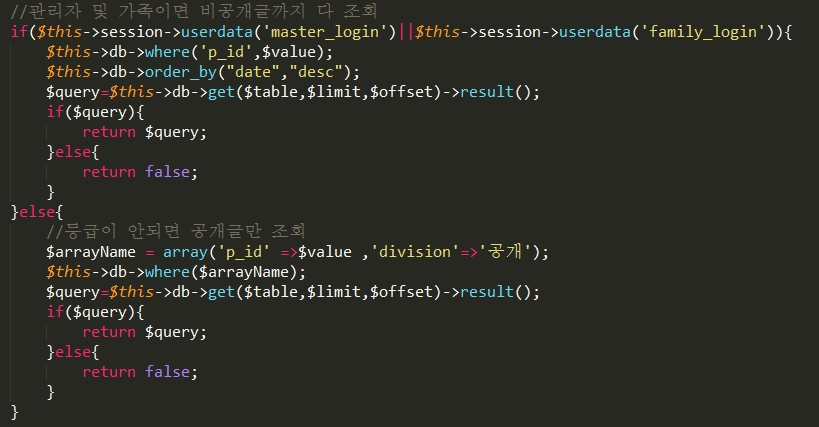 //관리자 및 가족이면 비공개글까지 다 조회
if($this->session->userdata('master_login')||$this->session->userdata('family_login')){
    $this->db->where('p_id',$value);
    $this->db->order_by("date","desc");
    $query=$this->db->get($table,$limit,$offset)->result();
    if($query){
        return $query;
    }else{
        return false;
    }
}else{
    //등급이 안되면 공개글만 조회
    $arrayName = array('p_id' =>$value ,'division'=>'공개');
    $this->db->where($arrayName);
    $query=$this->db->get($table,$limit,$offset)->result();
    if($query){
        return $query;
    }else{
        return false;
    }
}